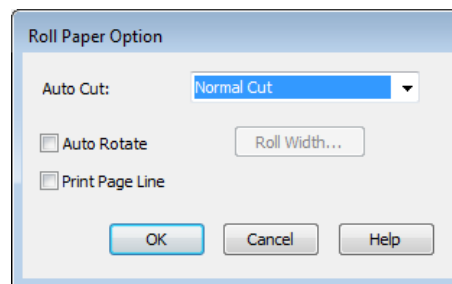 Roll Paper Option
Auto Cut: Normal Cut
Auto Rotate Roll Width...
Print Page Line
OK Cancel Help